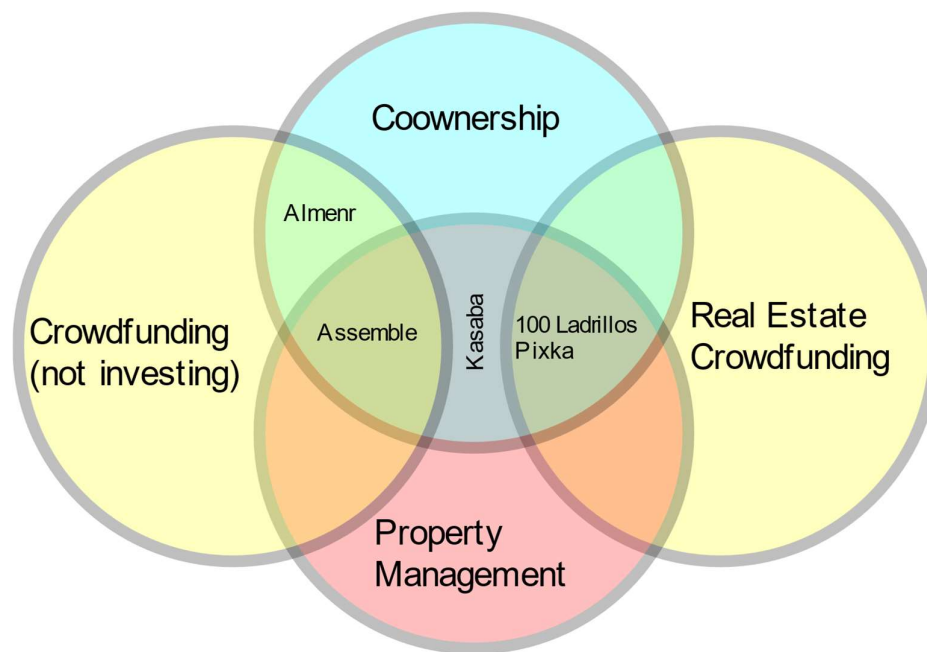 Coownership
Almenr
Crowdfunding
(not investing)
Assemble
Kasaba
100 Ladrillos
Pixka
Real Estate
Crowdfunding
Property
Management